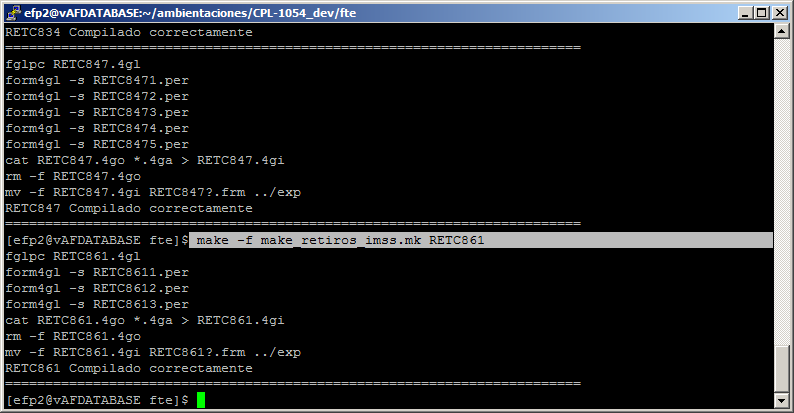 efp2@vAFDATABASE:~/ambientaciones/CPL-1054_dev/fte
RETC834 Compilado correctamente
=========================================================================
fglpc RETC847.4gl
form4gl -s RETC8471.per
form4gl -s RETC8472.per
form4gl -s RETC8473.per
form4gl -s RETC8474.per
form4gl -s RETC8475.per
cat RETC847.4go *.4ga > RETC847.4gi
rm -f RETC847.4go
mv -f RETC847.4gi RETC847?.frm ../exp
RETC847 Compilado correctamente
=========================================================================
[efp2@vAFDATABASE fte]$ make -f make_retiros_imss.mk RETC861
fglpc RETC861.4gl
form4gl -s RETC8611.per
form4gl -s RETC8612.per
form4gl -s RETC8613.per
cat RETC861.4go *.4ga > RETC861.4gi
rm -f RETC861.4go
mv -f RETC861.4gi RETC861?.frm ../exp
RETC861 Compilado correctamente
=========================================================================
[efp2@vAFDATABASE fte]$